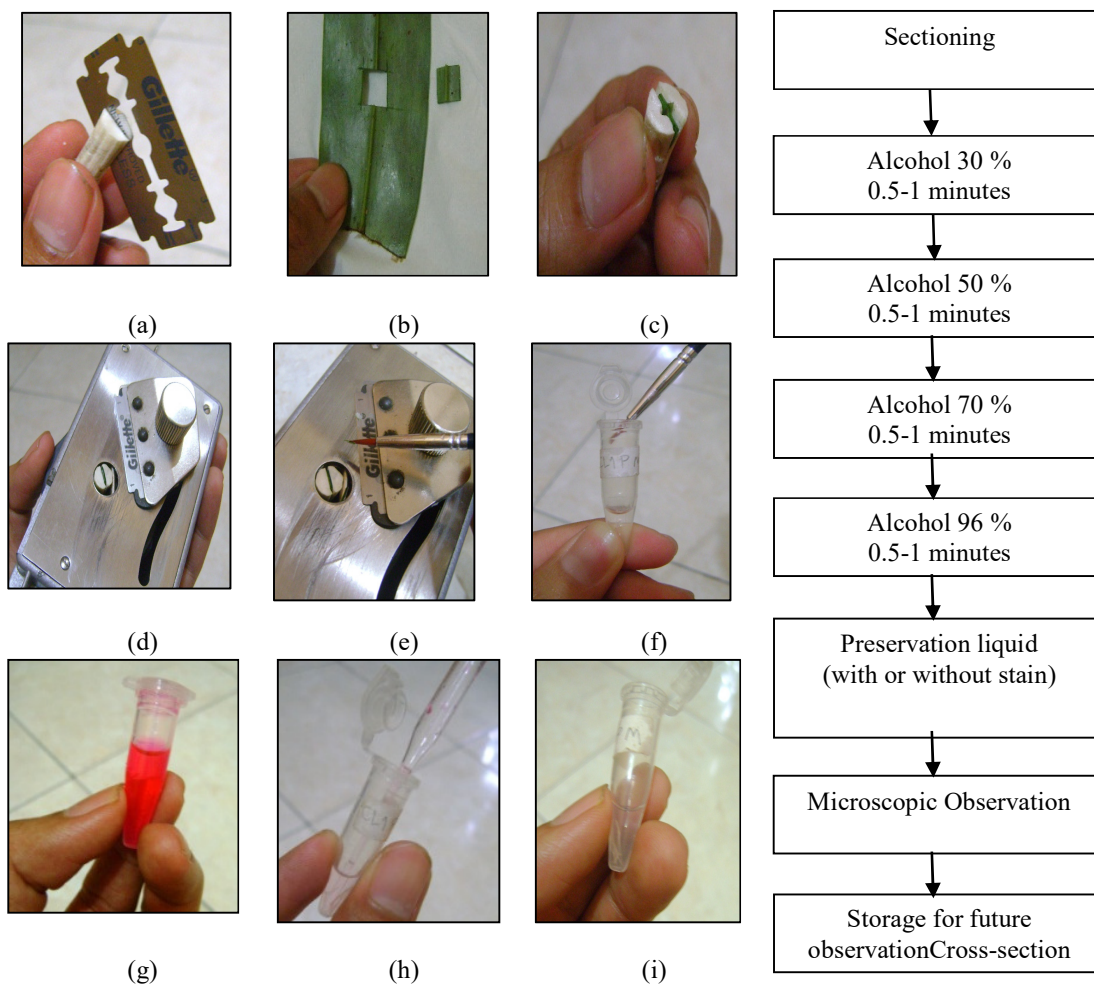 Gillette
(a)
(b)
(c)
Gillette
(d)
Gillette
(e)
(f)
(g)
(h)
(i)
Sectioning
Alcohol 30 %
0.5-1 minutes
Alcohol 50 %
0.5-1 minutes
Alcohol 70 %
0.5-1 minutes
Alcohol 96 %
0.5-1 minutes
Preservation liquid
(with or without stain)
Microscopic Observation
Storage for future
observationCross-section